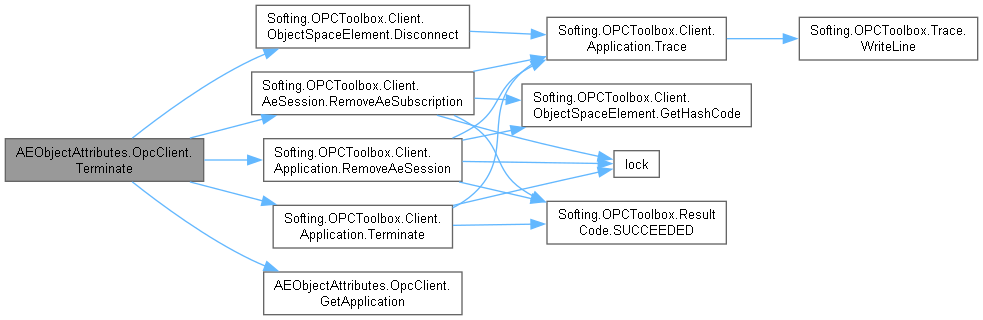 Softing.OPCToolbox.Client.
ObjectSpaceElement.Disconnect
Softing.OPCToolbox.Client.
Application.Trace
Softing.OPCToolbox.Trace.
WriteLine
Softing.OPCToolbox.Client.
AeSession.RemoveAeSubscription
Softing.OPCToolbox.Client.
ObjectSpaceElement.GetHashCode
AEObjectAttributes.OpcClient.
Terminate
Softing.OPCToolbox.Client.
Application.RemoveAeSession
lock
Softing.OPCToolbox.Client.
Application.Terminate
Softing.OPCToolbox.Result
Code.SUCCEEDED
AEObjectAttributes.OpcClient.
GetApplication